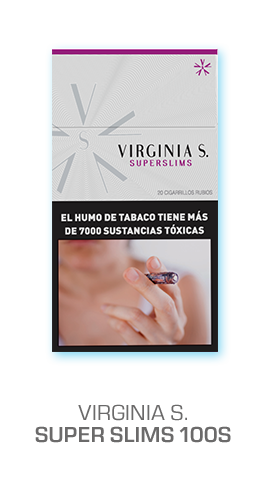 S
VIRGINIA S.
SUPERSLIMS
20 CIGARRILLOS RUBIOS
EL HUMO DE TABACO TIENE MÁS
DE 7000 SUSTANCIAS TÓXICAS
VIRGINIA S.
SUPER SLIMS 100S